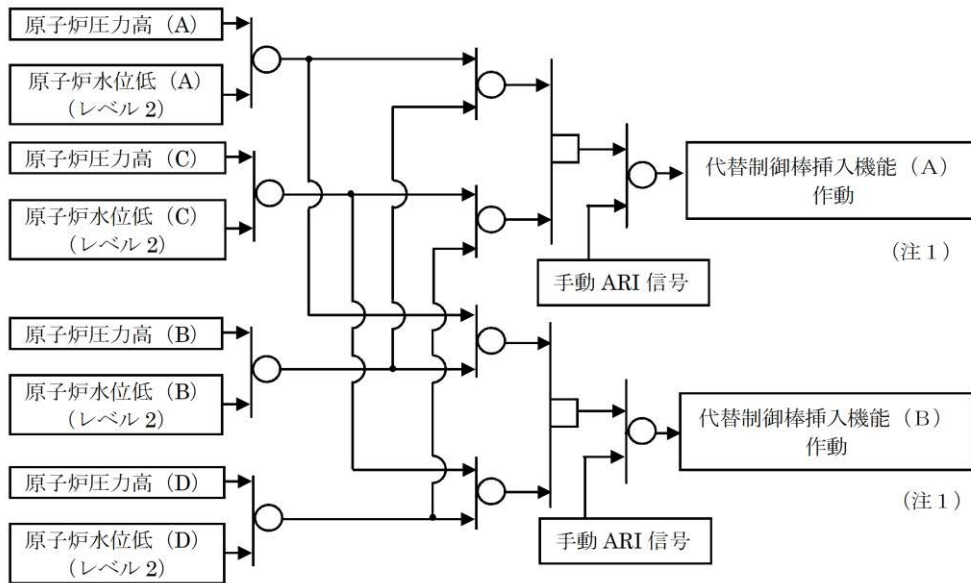 原子炉圧力高（A）
原子炉水位低（A）
（レベル 2）
原子炉圧力高（C）
原子炉水位低（C）
（レベル 2）
代替制御棒挿入機能（A）
作動
（注１）
手動 ARI 信号
原子炉圧力高（B）
原子炉水位低（B）
（レベル 2）
代替制御棒挿入機能（B）
作動
（注１）
原子炉圧力高（D）
原子炉水位低（D）
（レベル 2）
手動 ARI 信号